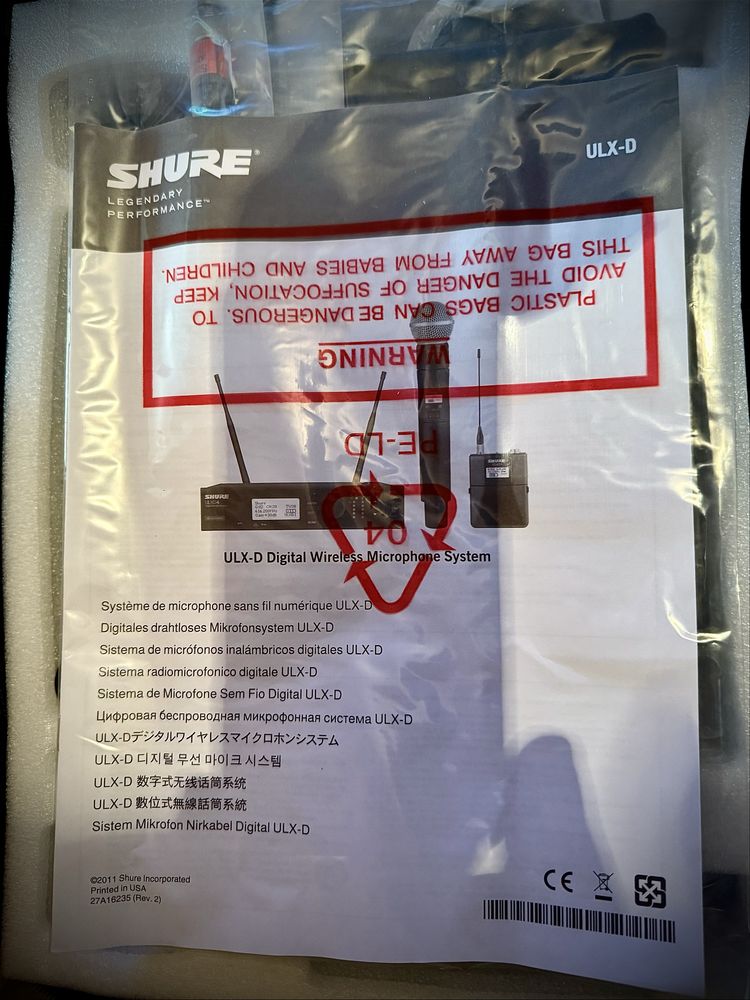 SHURE®
LEGENDARY
PERFORMANCE™
ULX-D
WARNING
PLASTIC BAGS CAN BE DANGEROUS. TO
AVOID THE DANGER OF SUFFOCATION, KEEP
THIS BAG AWAY FROM BABIES AND CHILDREN.
PE-LD
04
SHURE
SHURE
ULX-D Digital Wireless Microphone System
Système de microphone sans fil numérique ULX-D
Digitales drahtloses Mikrofonsystem ULX-D
Sistema de micrófonos inalámbricos digitales ULX-D
Sistema radiomicrofonico digitale ULX-D
Sistema de Microfone Sem Fio Digital ULX-D
Цифровая беспроводная микрофонная система ULX-D
ULX-Dデジタルワイヤレスマイクロホンシステム
ULX-D 디지털 무선 마이크 시스템
ULX-D 数字式无线话筒系统
ULX-D 數位式無線話筒系統
Sistem Mikrofon Nirkabel Digital ULX-D
©2011 Shure Incorporated
Printed in USA
27A16235 (Rev. 2)
CE